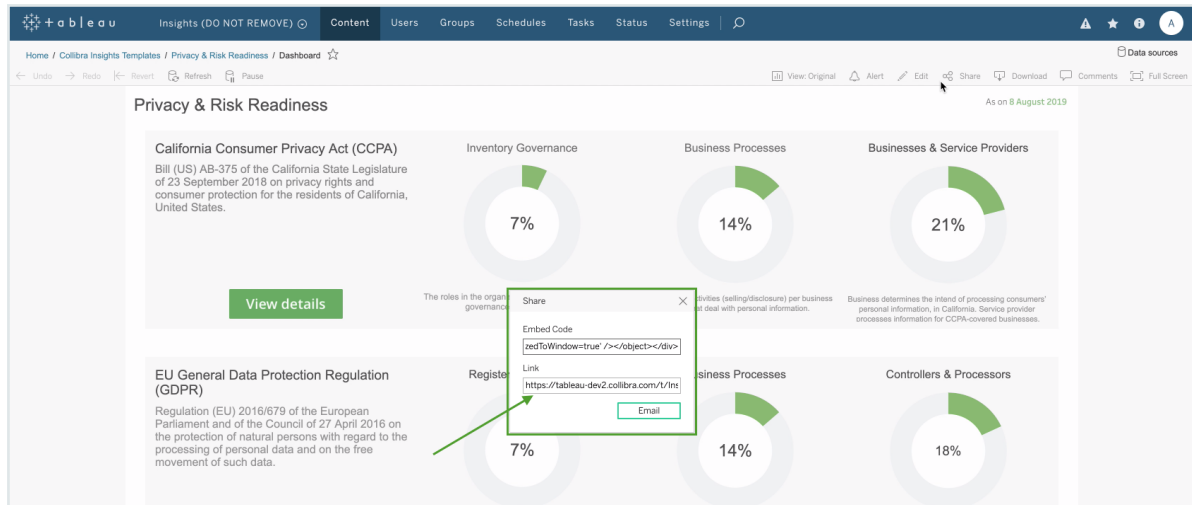 tableau
Insights (DO NOT REMOVE)
Content
Users
Groups
Schedules
Tasks
Status
Settings
A
Home / Collibra Insights Templates / Privacy & Risk Readiness / Dashboard
Data sources
Undo
Redo
Revert
Refresh
Pause
View: Original
Alert
Edit
Share
Download
Comments
Full Screen
Privacy & Risk Readiness
As on 8 August 2019
California Consumer Privacy Act (CCPA)
Bill (US) AB-375 of the California State Legislature
of 23 September 2018 on privacy rights and
consumer protection for the residents of California,
United States.
View details
Inventory Governance
7%
The roles in the organ
governance
Business Processes
14%
tivities (selling/disclosure) per business
at deal with personal information.
Businesses & Service Providers
21%
Business determines the intend of processing consumers'
personal information, in California. Service provider
processes information for CCPA-covered businesses.
Share
Embed Code
zedToWindow=true' /></object></div>
Link
https://tableau-dev2.collibra.com/t/Ins
Email
EU General Data Protection Regulation
(GDPR)
Regulation (EU) 2016/679 of the European
Parliament and of the Council of 27 April 2016 on
the protection of natural persons with regard to the
processing of personal data and on the free
movement of such data.
Registe
7%
siness Processes
14%
Controllers & Processors
18%